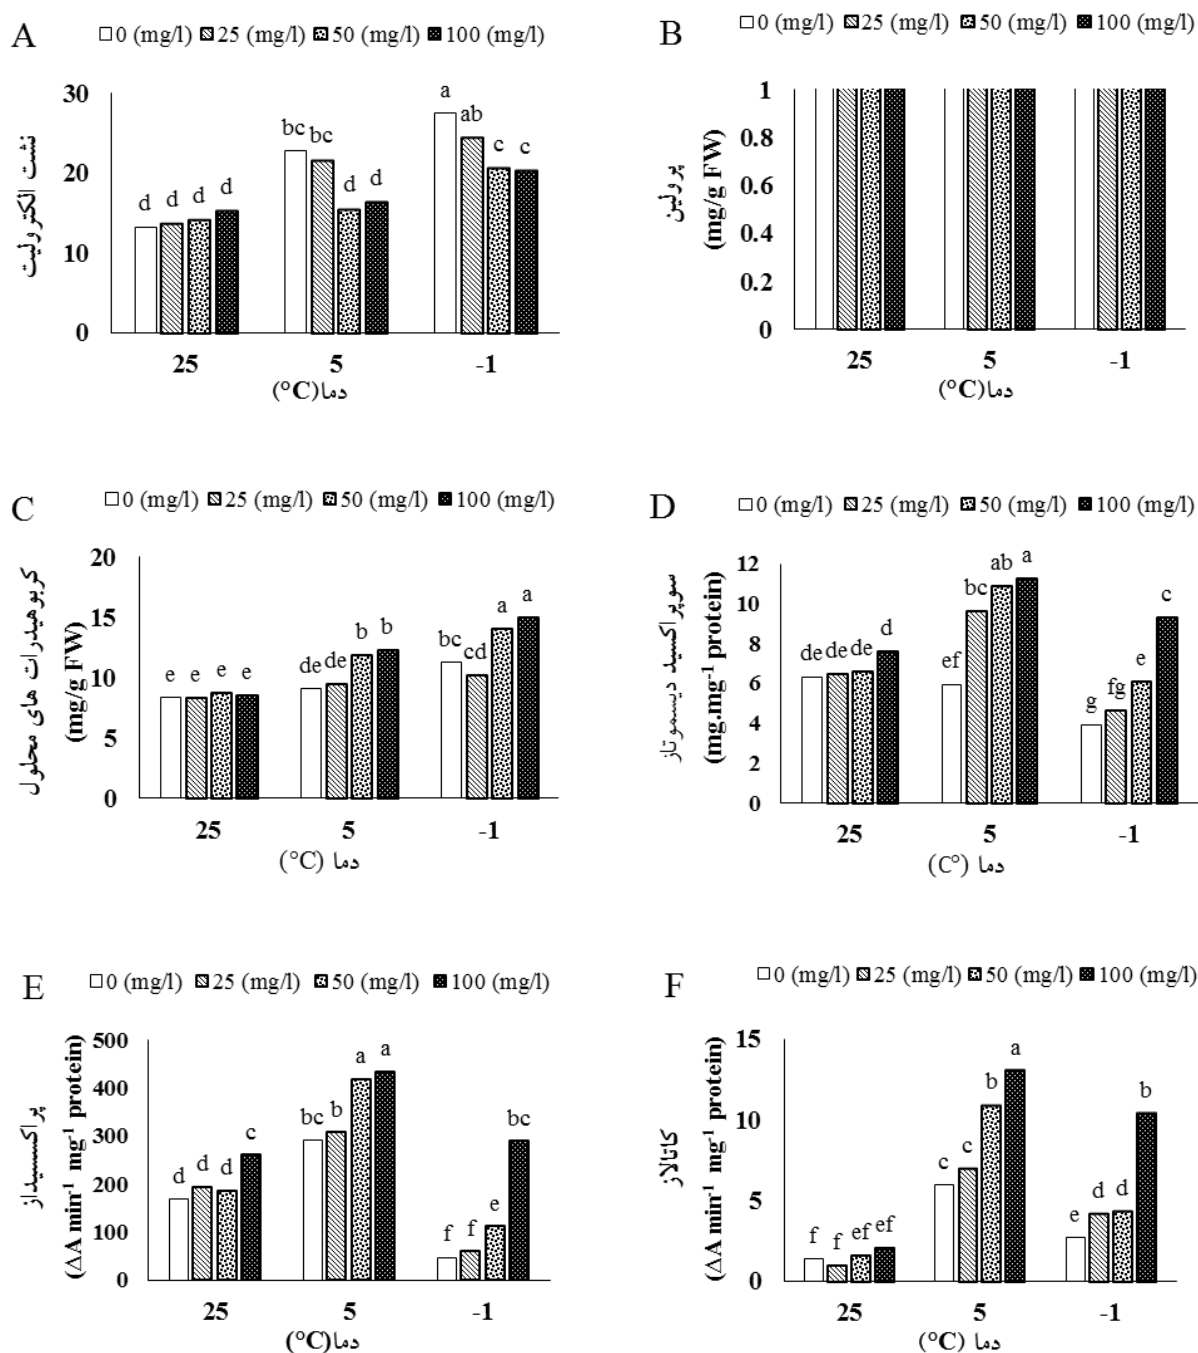 A
0 (mg/l) 25 (mg/l) 50 (mg/l) 100 (mg/l)
نشت الکترولیت
30
20
10
0
d d d d
bc bc d d
a ab c c
25 5 -1
دما(°C)
B
0 (mg/l) 25 (mg/l) 50 (mg/l) 100 (mg/l)
پرولین
(mg/g FW)
1
0.8
0.6
0.4
0.2
0
25 5 -1
دما(°C)
C
0 (mg/l) 25 (mg/l) 50 (mg/l) 100 (mg/l)
کربوهیدرات های محلول
(mg/g FW)
20
15
10
5
0
e e e e
de de b b
bc cd a a
25 5 -1
دما (°C)
D
0 (mg/l) 25 (mg/l) 50 (mg/l) 100 (mg/l)
سوپراکسید دیسموتاز
(mg.mg⁻¹ protein)
12
10
8
6
4
2
0
de de de d
ef bc ab a
g fg e c
25 5 -1
دما (C°)
E
0 (mg/l) 25 (mg/l) 50 (mg/l) 100 (mg/l)
پراکسیداز
(ΔA min⁻¹ mg⁻¹ protein)
500
400
300
200
100
0
d d d c
bc b a a
f f e bc
25 5 -1
دما(°C)
F
0 (mg/l) 25 (mg/l) 50 (mg/l) 100 (mg/l)
کاتالاز
(ΔA min⁻¹ mg⁻¹ protein)
15
10
5
0
f f ef ef
c c b a
e d d b
25 5 -1
دما (°C)